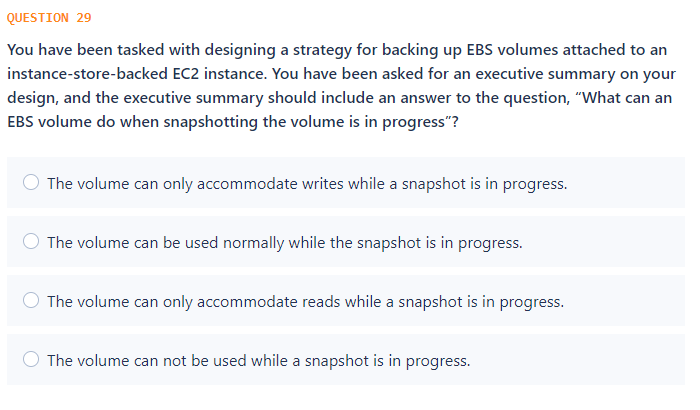 QUESTION 29
You have been tasked with designing a strategy for backing up EBS volumes attached to an
instance-store-backed EC2 instance. You have been asked for an executive summary on your
design, and the executive summary should include an answer to the question, “What can an
EBS volume do when snapshotting the volume is in progress”?
The volume can only accommodate writes while a snapshot is in progress.
The volume can be used normally while the snapshot is in progress.
The volume can only accommodate reads while a snapshot is in progress.
The volume can not be used while a snapshot is in progress.